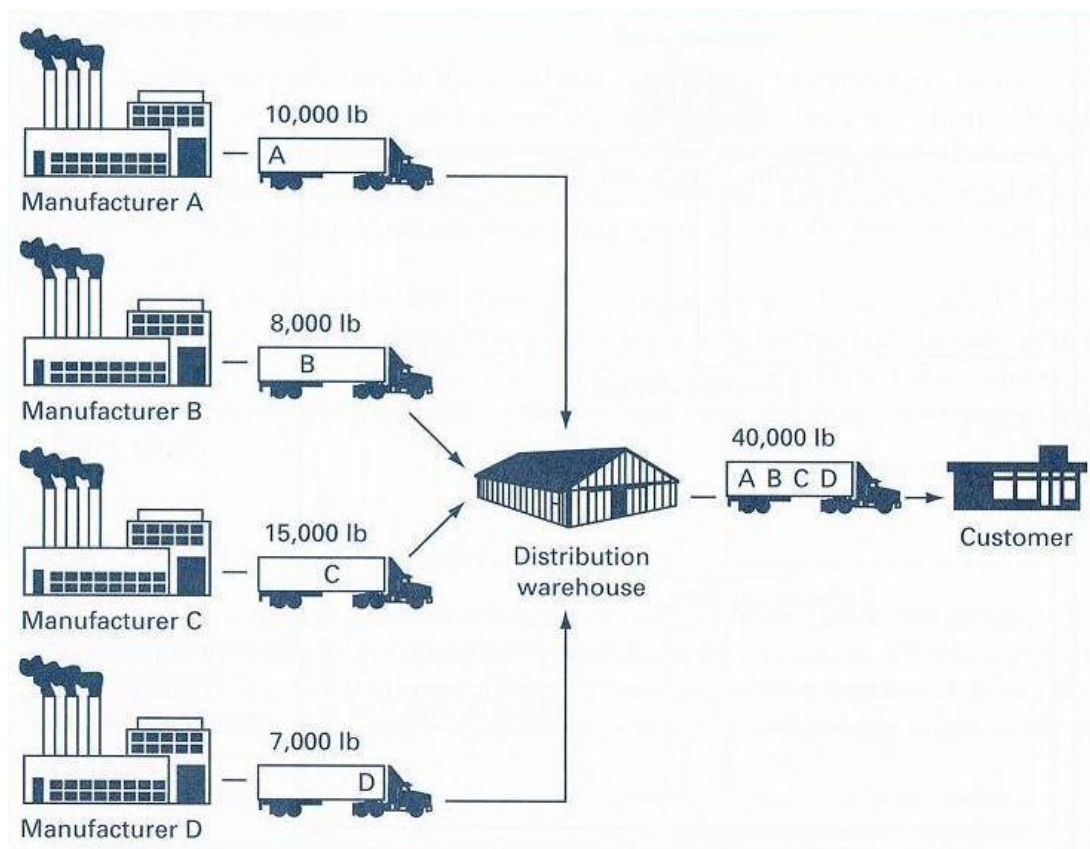 10,000 lb
A
Manufacturer A
8,000 lb
B
Manufacturer B
15,000 lb
C
Manufacturer C
7,000 lb
D
Manufacturer D
Distribution
warehouse
40,000 lb
A B C D
Customer